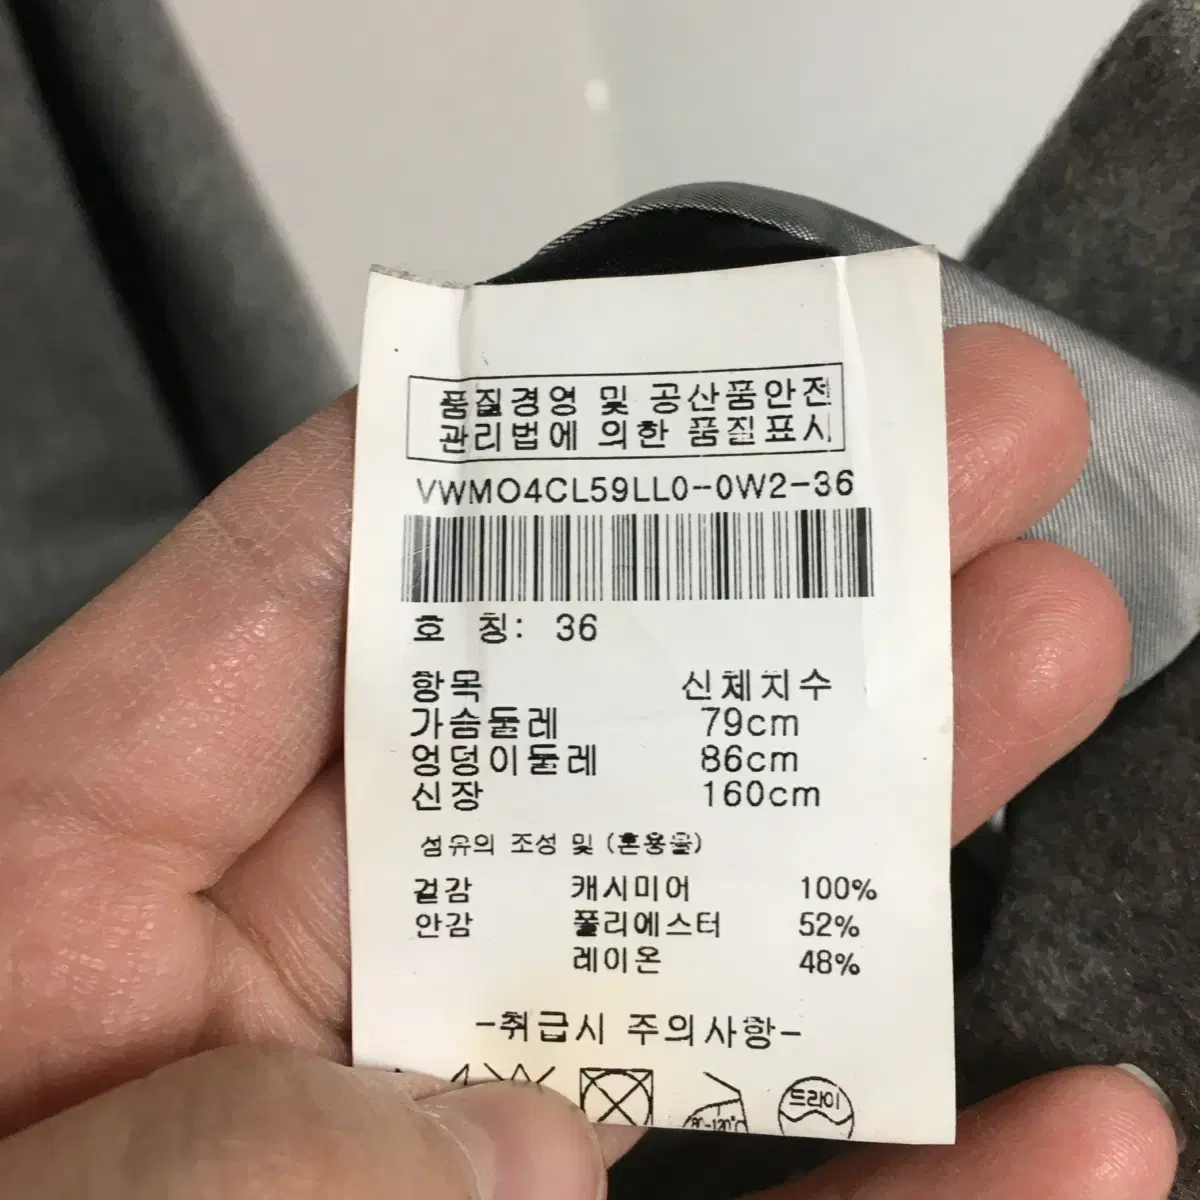 품질경영 및 공산품안전
관리법에 의한 품질표시
VWMO4CL59LL0-0W2-36
호 칭: 36
항목 신체치수
가슴둘레 79cm
엉덩이둘레 86cm
신장 160cm
섬유의 조성 및 (혼용율)
겉감 캐시미어 100%
안감 폴리에스터 52%
레이온 48%
-취급시 주의사항-
드라이